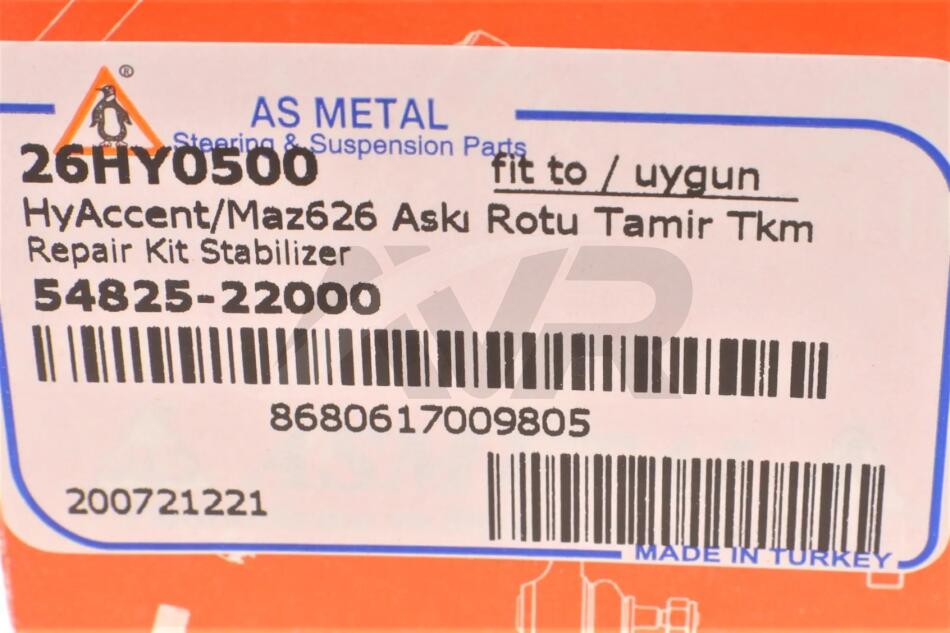 ®
AS METAL
Steering & Suspension Parts
26HY0500
fit to / uygun
HyAccent/Maz626 Askı Rotu Tamir Tkm
Repair Kit Stabilizer
54825-22000
AVR
8680617009805
200721221
MADE IN TURKEY